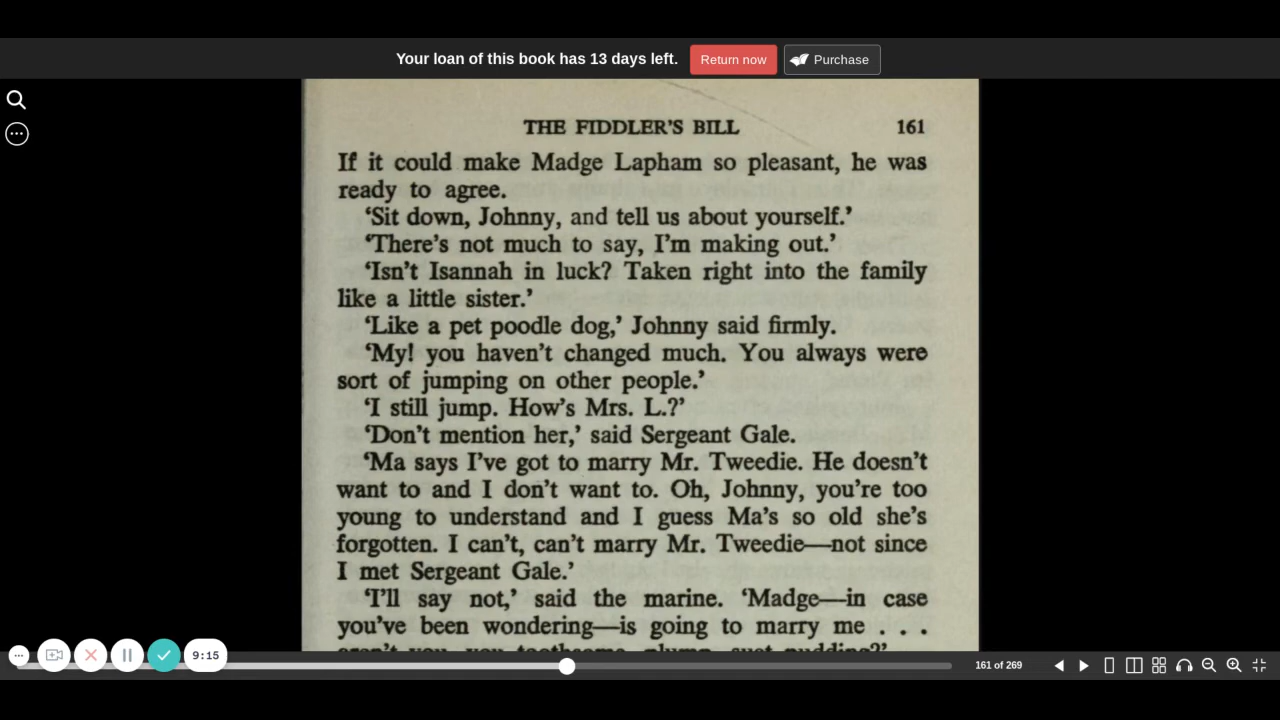 Your loan of this book has 13 days left. Return now Purchase
THE FIDDLER'S BILL 161
If it could make Madge Lapham so pleasant, he was
ready to agree.
‘Sit down, Johnny, and tell us about yourself.’
‘There’s not much to say, I’m making out.’
‘Isn’t Isannah in luck? Taken right into the family
like a little sister.’
‘Like a pet poodle dog,’ Johnny said firmly.
‘My! you haven’t changed much. You always were
sort of jumping on other people.’
‘I still jump. How’s Mrs. L.?’
‘Don’t mention her,’ said Sergeant Gale.
‘Ma says I’ve got to marry Mr. Tweedie. He doesn’t
want to and I don’t want to. Oh, Johnny, you’re too
young to understand and I guess Ma’s so old she’s
forgotten. I can’t, can’t marry Mr. Tweedie—not since
I met Sergeant Gale.’
‘I’ll say not,’ said the marine. ‘Madge—in case
you’ve been wondering—is going to marry me . . .
aren’t you, you toothsome, plump, suet pudding?’
9:15
161 of 269